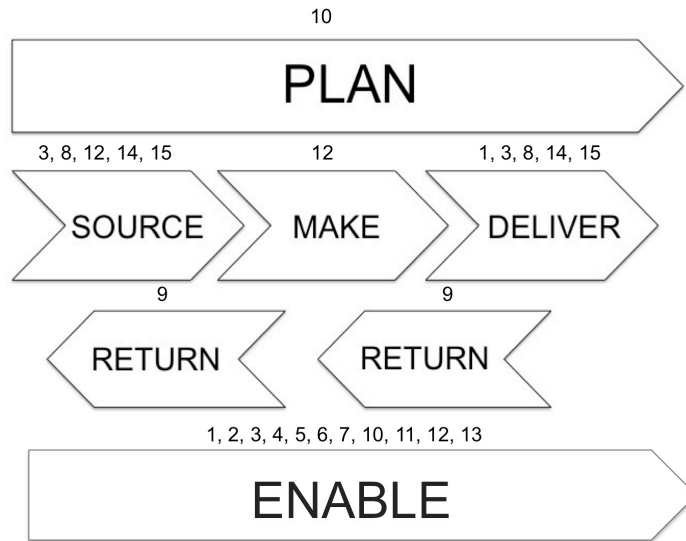 10
PLAN
3, 8, 12, 14, 15
12
1, 3, 8, 14, 15
SOURCE
MAKE
DELIVER
9
9
RETURN
RETURN
1, 2, 3, 4, 5, 6, 7, 10, 11, 12, 13
ENABLE